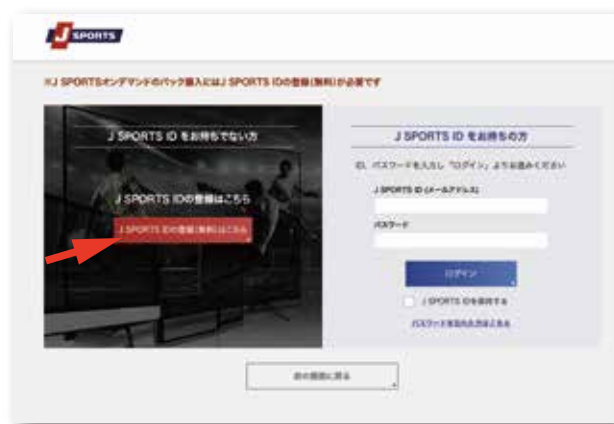 J SPORTS
※J SPORTSオンデマンドのパック購入にはJ SPORTS IDの登録(無料)が必要です
J SPORTS ID をお持ちでない方
J SPORTS IDの登録はこちら
J SPORTS IDの登録(無料)はこちら
J SPORTS ID をお持ちの方
ID、パスワードを入力し「ログイン」よりお進みください
J SPORTS ID (メールアドレス)
パスワード
ログイン
J SPORTS IDを保持する
パスワードを忘れた方はこちら
前の画面に戻る